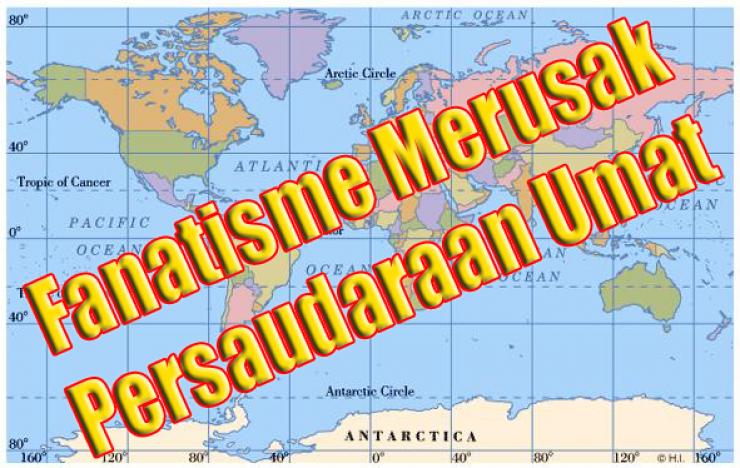 80°
ARCTIC OCEAN
Arctic Circle
40°
ATLANTI
Tropic of Cancer
PACIFIC
OCEAN
0°
Fanatisme Merusak
Persaudaraan Umat
OCEAN
OCEAN
40°
Antarctic Circle
ANTARCTICA
80°
160° 120° 80° 40° 0° 40° 80° 120° 160°
© H.I.